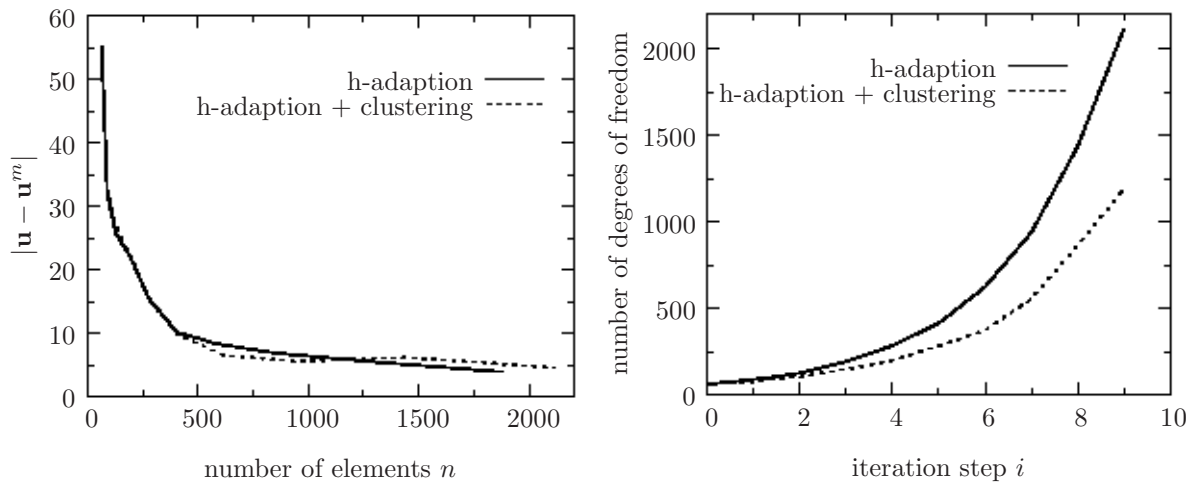 60
50
40
30
20
10
0
|u − u^m|
h-adaption
h-adaption + clustering
0 500 1000 1500 2000
number of elements n
2000
1500
1000
500
0
number of degrees of freedom
h-adaption
h-adaption + clustering
0 2 4 6 8 10
iteration step i